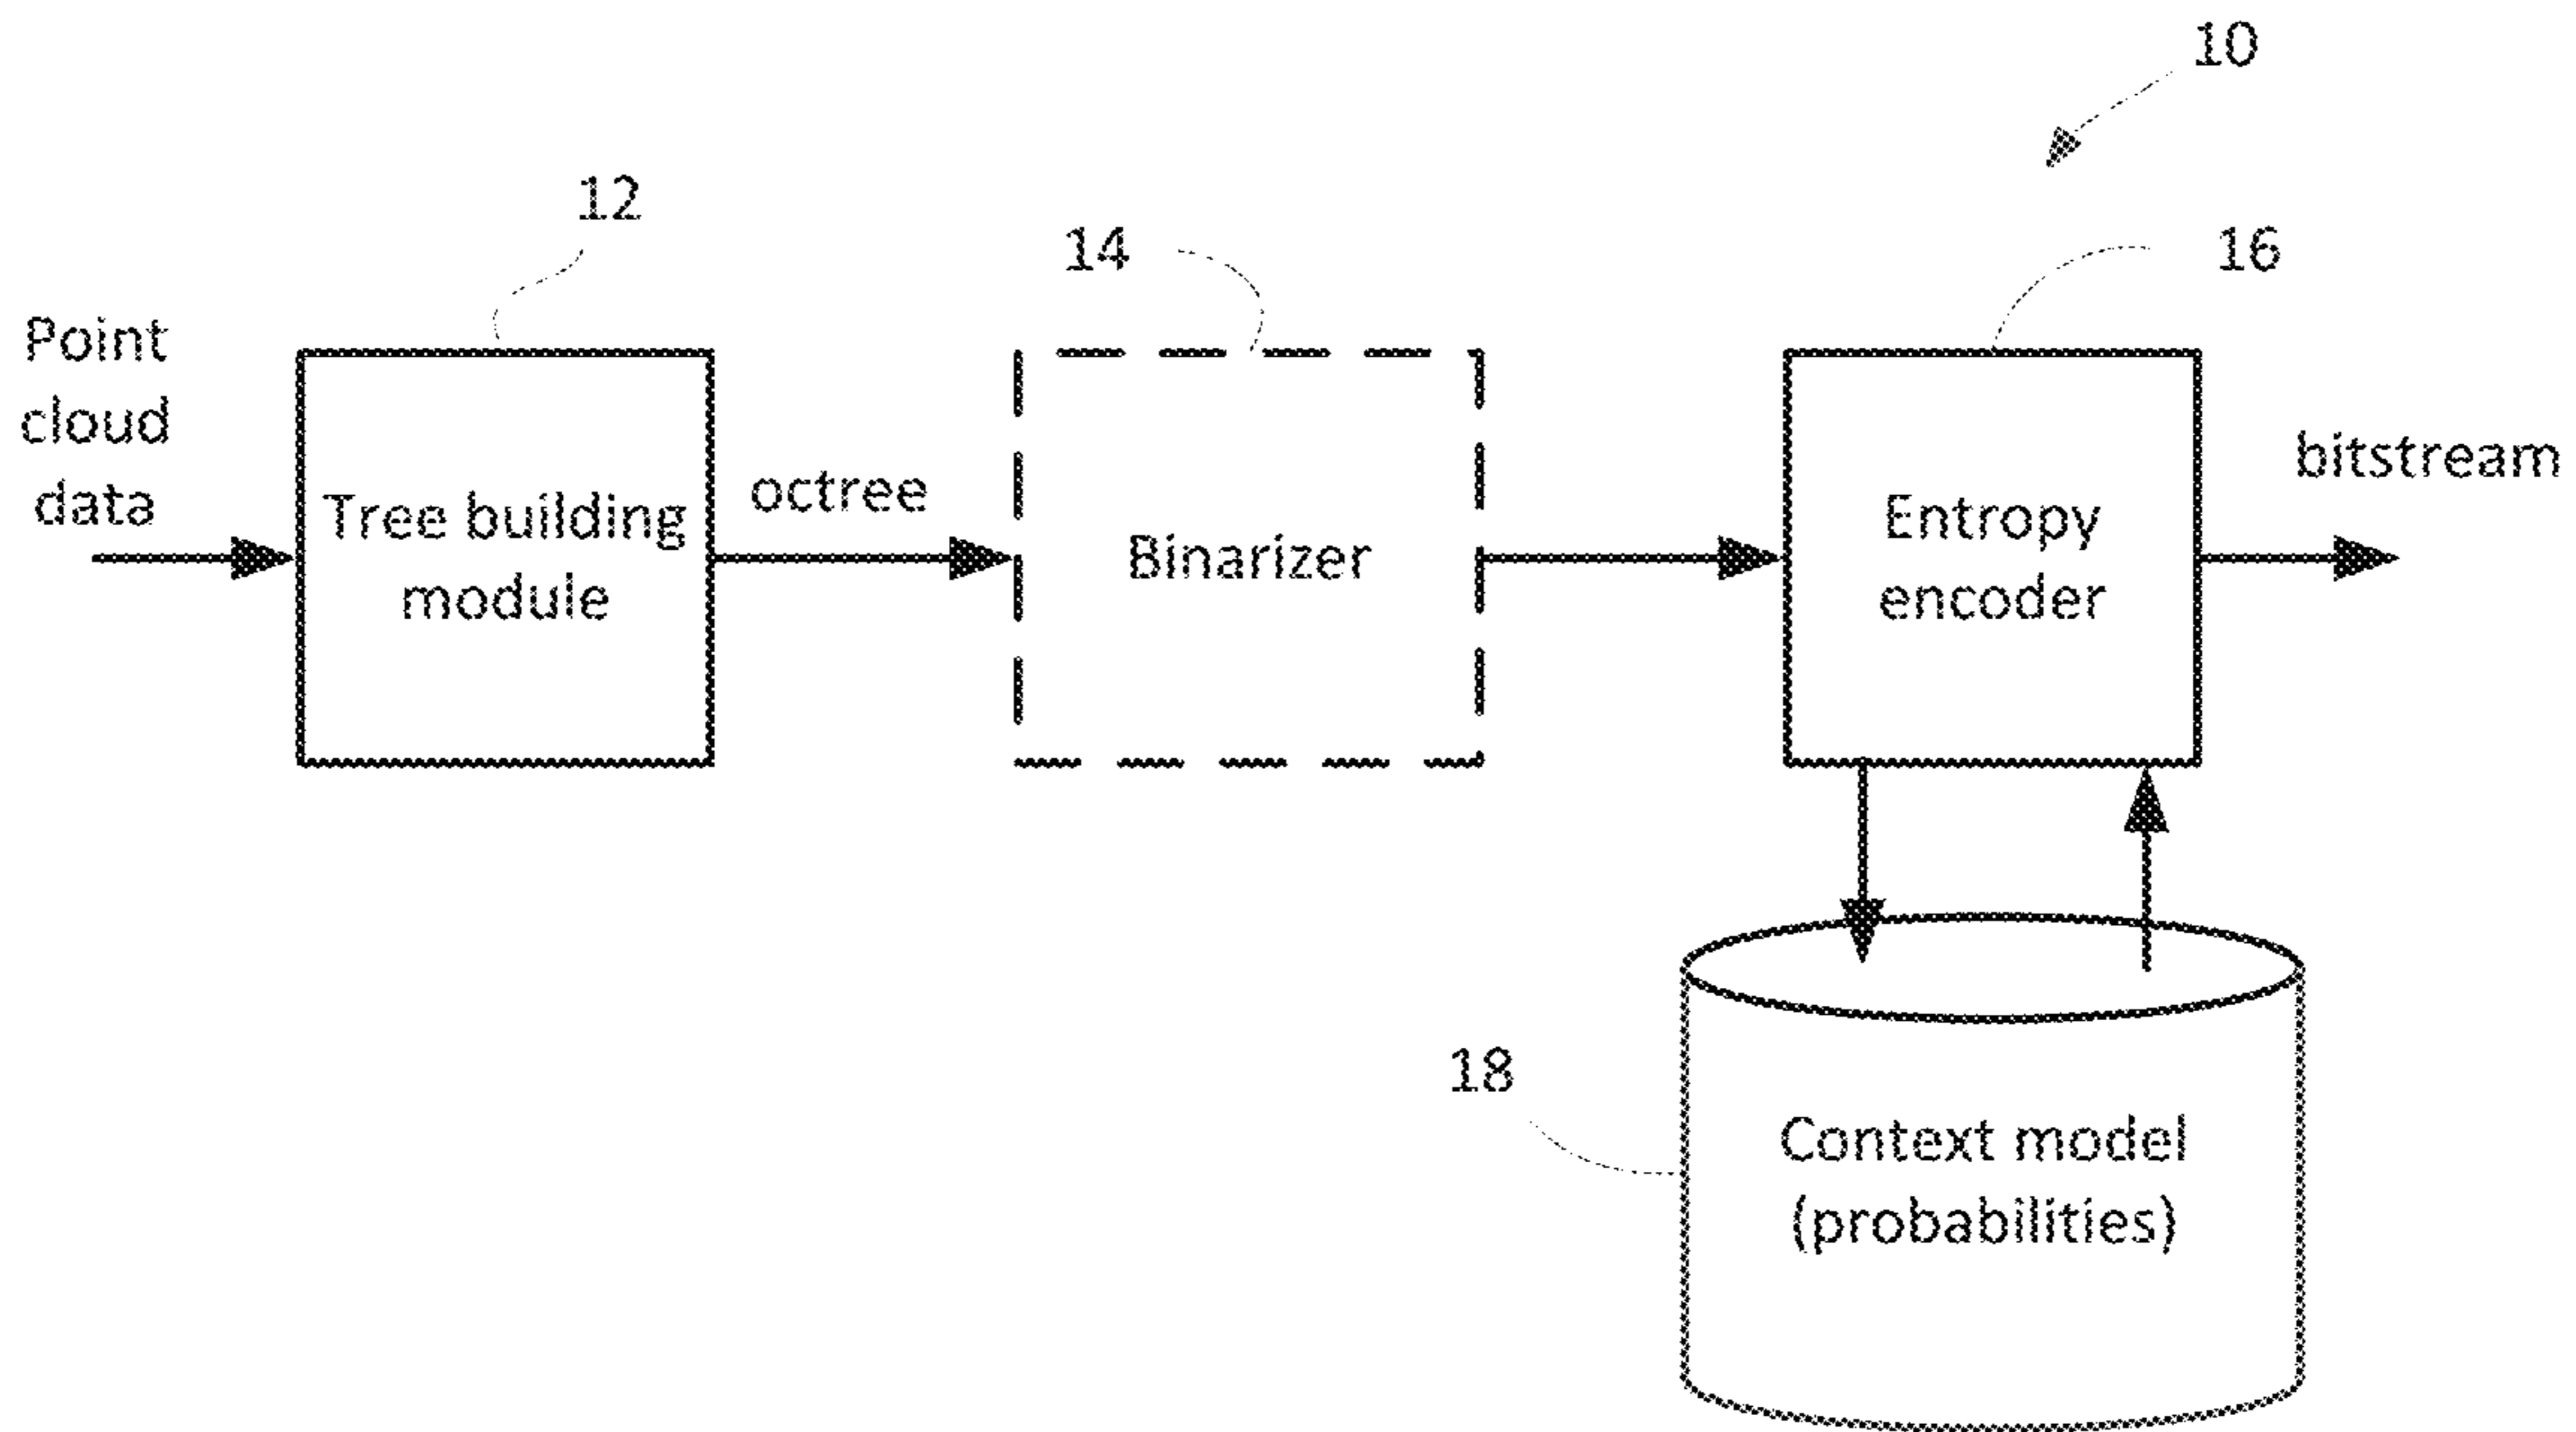 10
12
14
16
Point
cloud
data
Tree building
module
octree
Binarizer
Entropy
encoder
bitstream
18
Context model
(probabilities)